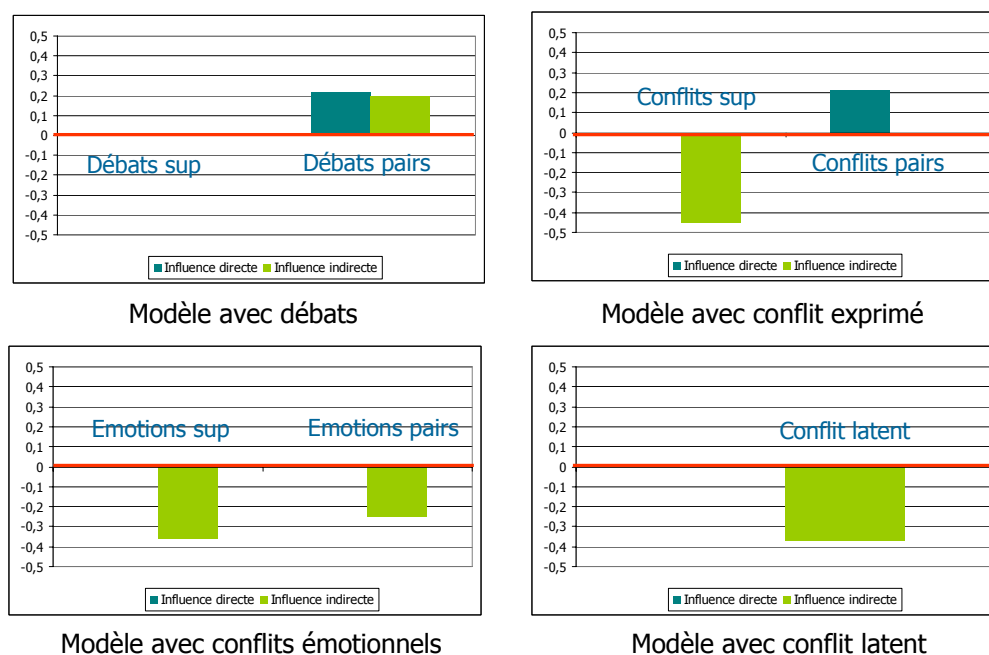 0,5
0,4
0,3
0,2
0,1
0
-0,1
-0,2
-0,3
-0,4
-0,5
Débats sup
Débats pairs
Influence directe Influence indirecte
Modèle avec débats
0,5
0,4
0,3
0,2
0,1
0
-0,1
-0,2
-0,3
-0,4
-0,5
Conflits sup
Conflits pairs
Influence directe Influence indirecte
Modèle avec conflit exprimé
0,5
0,4
0,3
0,2
0,1
0
-0,1
-0,2
-0,3
-0,4
-0,5
Emotions sup
Emotions pairs
Influence directe Influence indirecte
Modèle avec conflits émotionnels
0,5
0,4
0,3
0,2
0,1
0
-0,1
-0,2
-0,3
-0,4
-0,5
Conflit latent
Influence directe Influence indirecte
Modèle avec conflit latent